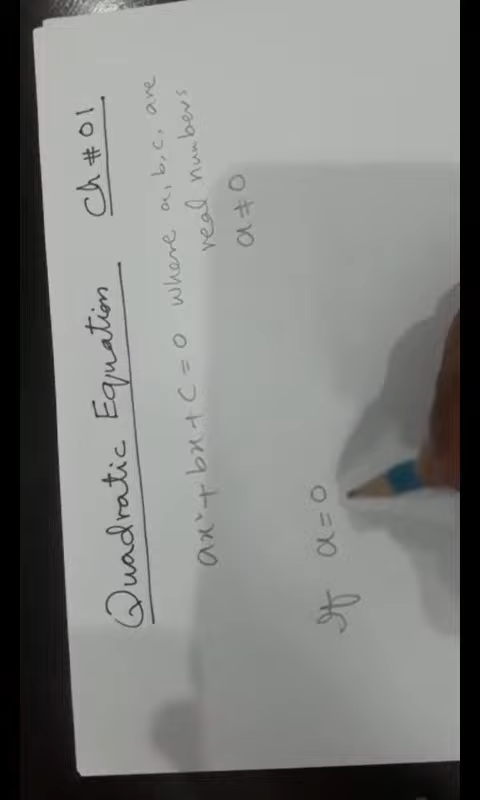 Quadratic Equation Ch # 01
ax² + bx + c = 0 where a, b, c, are
real numbers
a ≠ 0
If a = 0